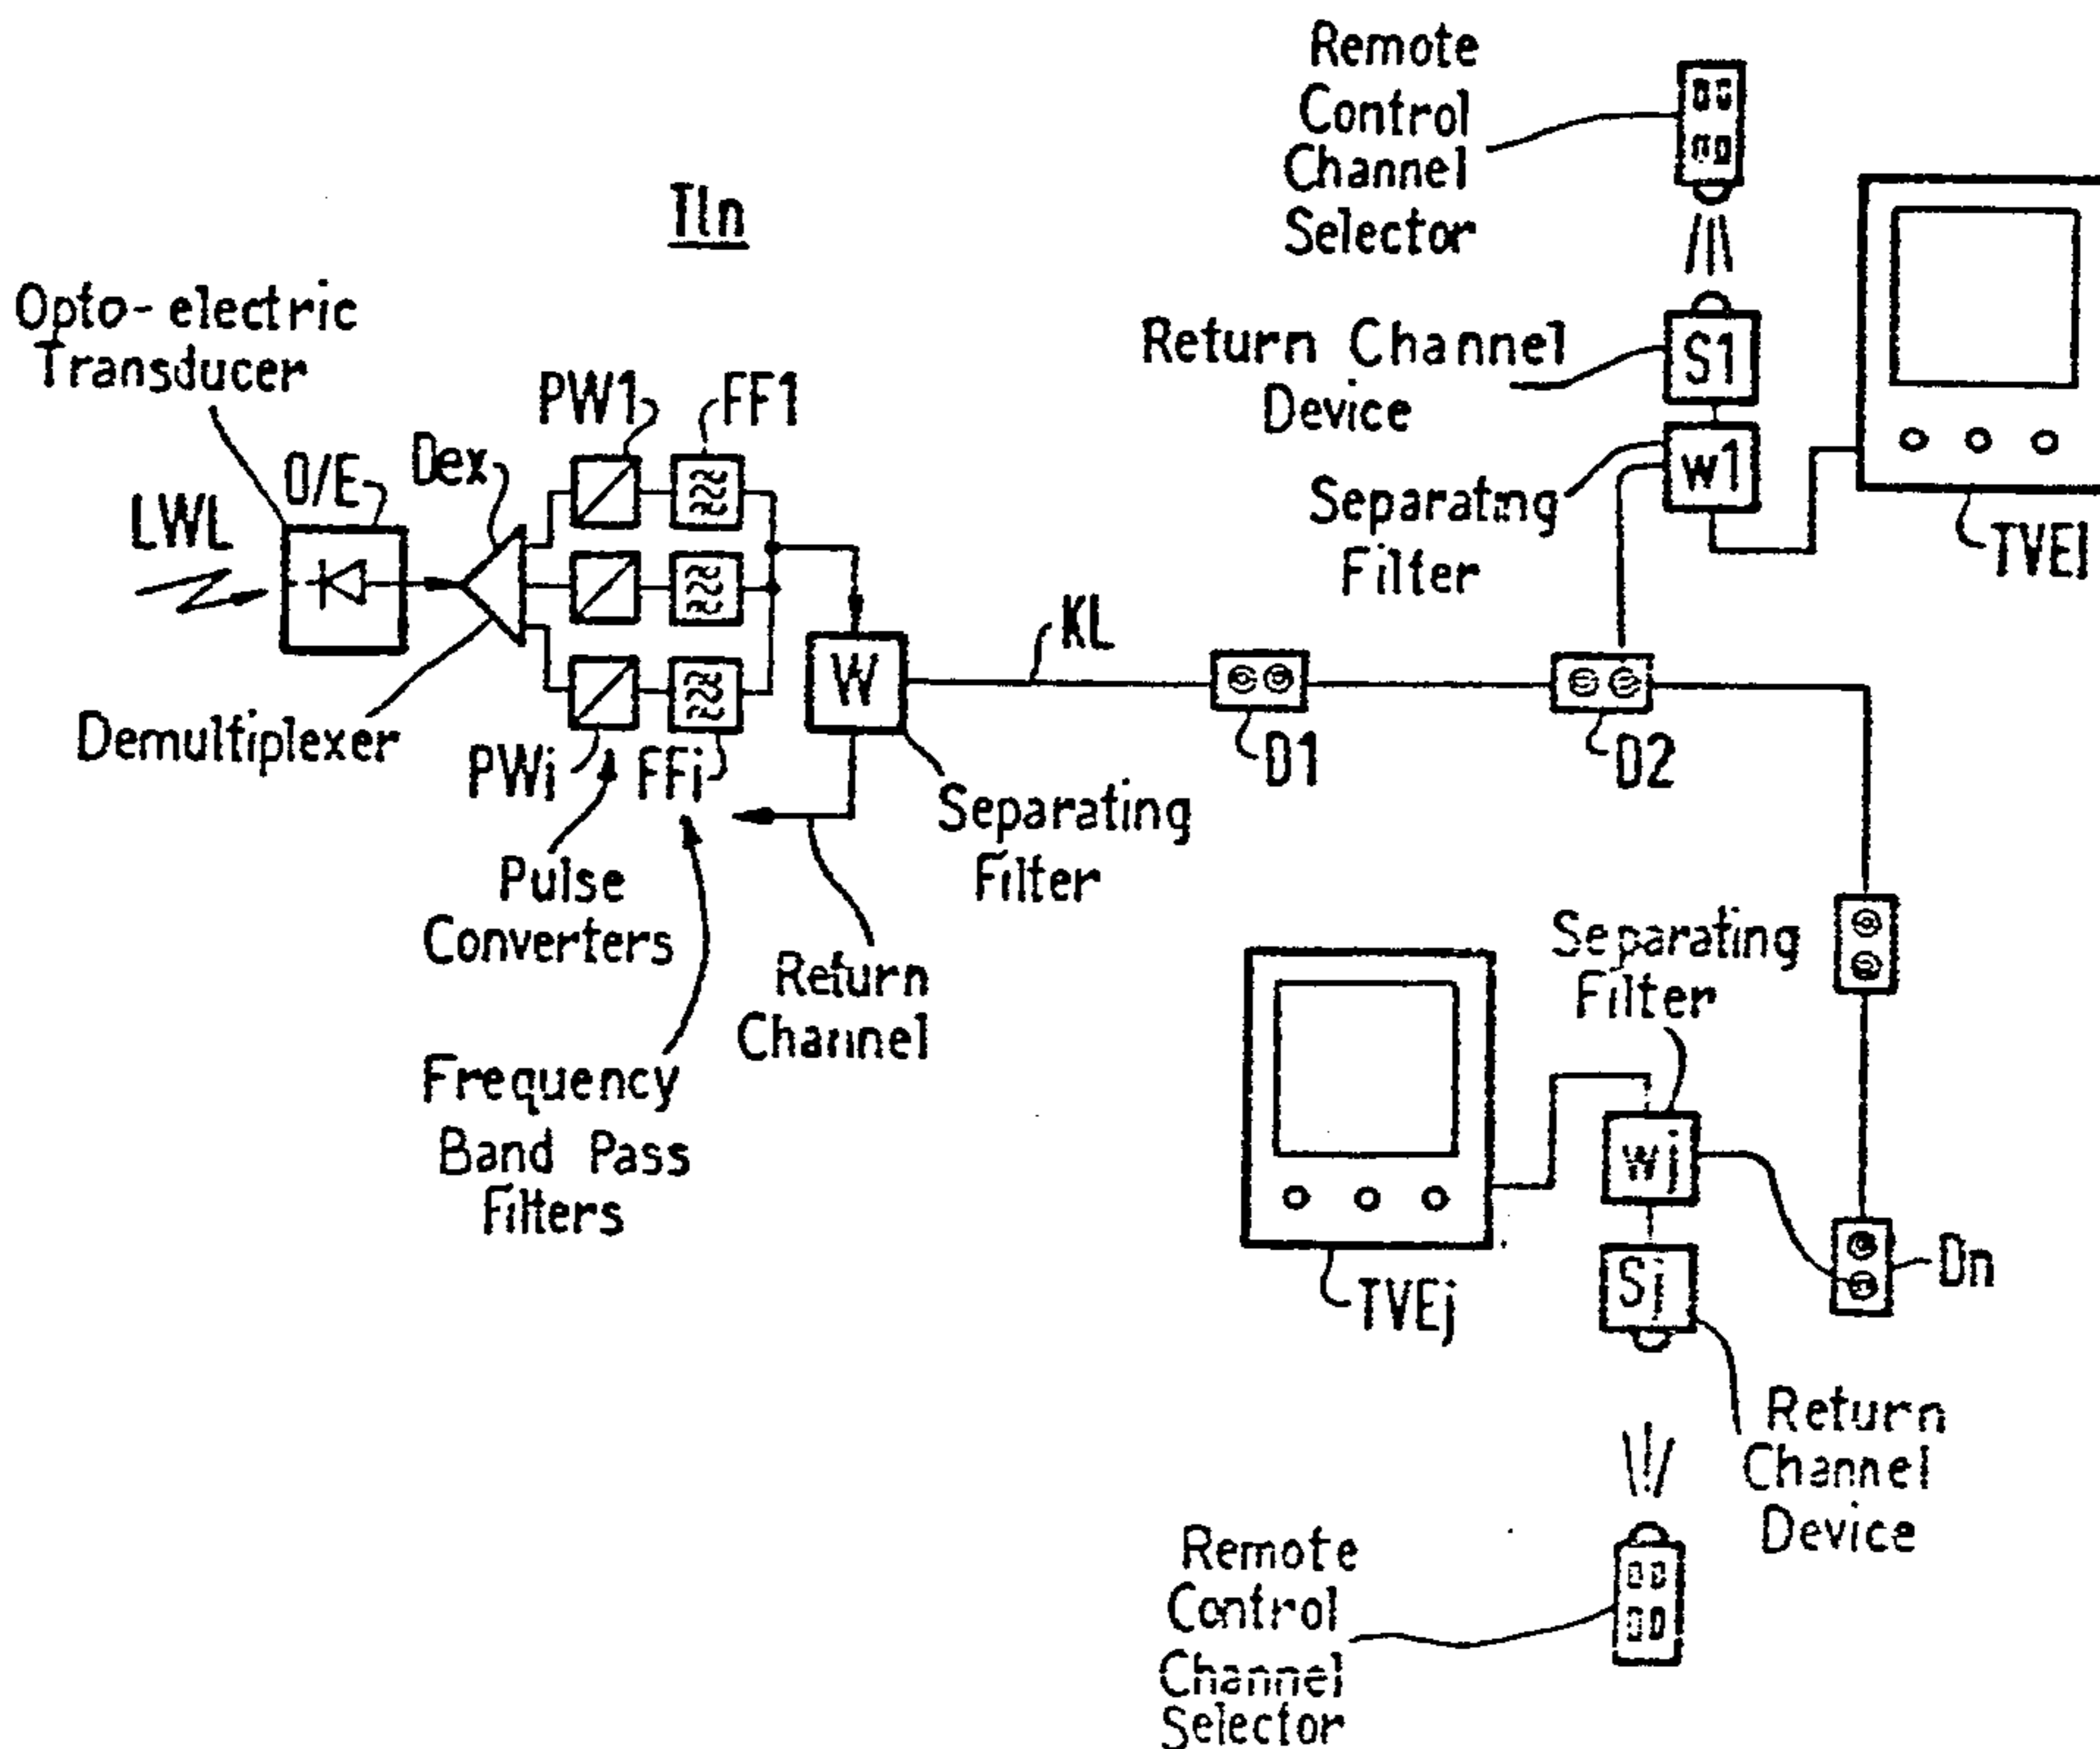 Remote
Control
Channel
Selector
Tln
Opto-electric
Transducer
Return Channel
Device
S1
PW1
FF1
O/E
Dex
LWL
w1
Separating
Filter
TVE1
KL
W
Demultiplexer
PWi
FFi
D1
D2
Separating
Filter
Pulse
Converters
Return
Channel
Separating
Filter
Frequency
Band Pass
Filters
wj
Sj
Dn
TVEj
Return
Channel
Device
Remote
Control
Channel
Selector